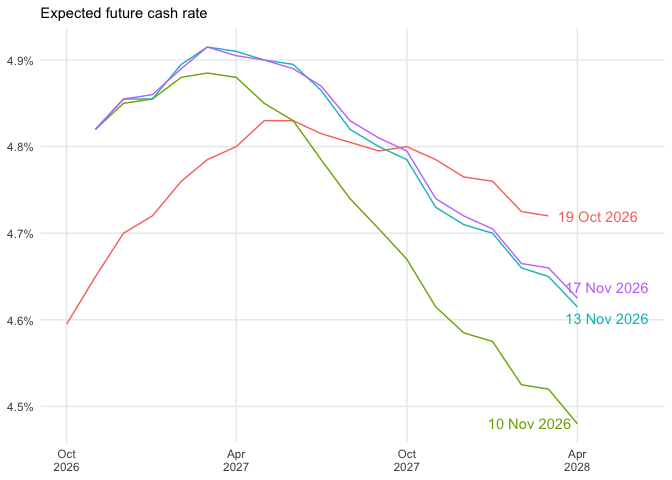 Expected future cash rate
4.9%
4.8%
4.7%
4.6%
4.5%
19 Oct 2026
17 Nov 2026
13 Nov 2026
10 Nov 2026
Oct
2026
Apr
2027
Oct
2027
Apr
2028